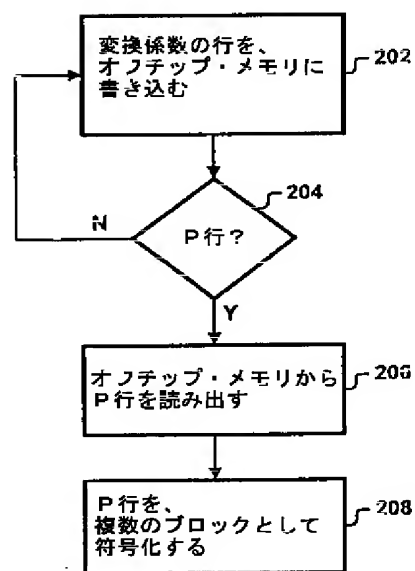 変換係数の行を、
オフチップ・メモリに
書き込む
202
204
N
P行？
Y
オフチップ・メモリから
P行を読み出す
206
P行を、
複数のブロックとして
符号化する
208